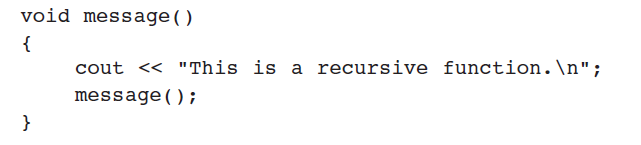 void message()
{
cout << "This is a recursive function.\n";
message();
}